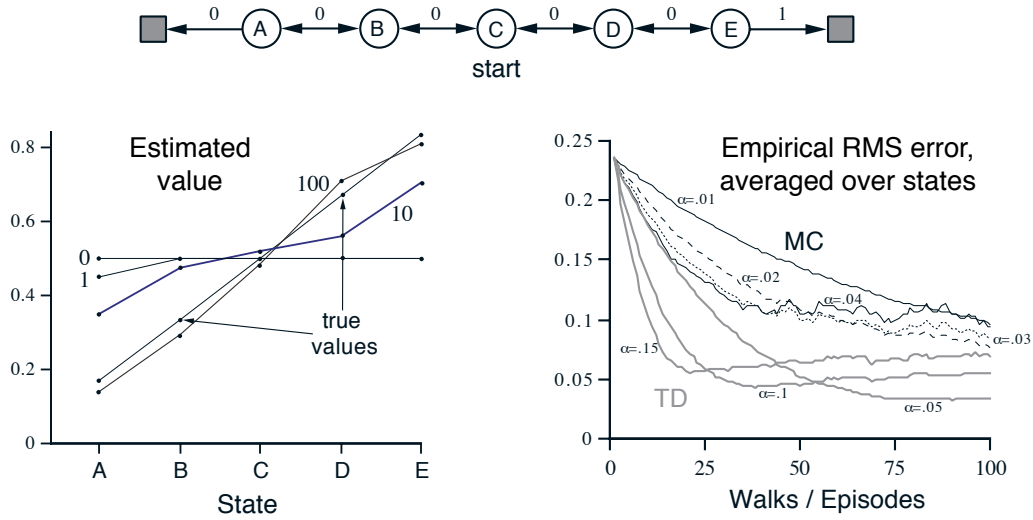 0 0 0 0 0 1
A B C D E
start
Estimated
value
0.8
0.6
0.4
0.2
0
0
1
10
100
true
values
A B C D E
State
Empirical RMS error,
averaged over states
0.25
0.2
0.15
0.1
0.05
0
α=.01
MC
α=.02
α=.04
α=.03
α=.15
TD
α=.1
α=.05
0 25 50 75 100
Walks / Episodes